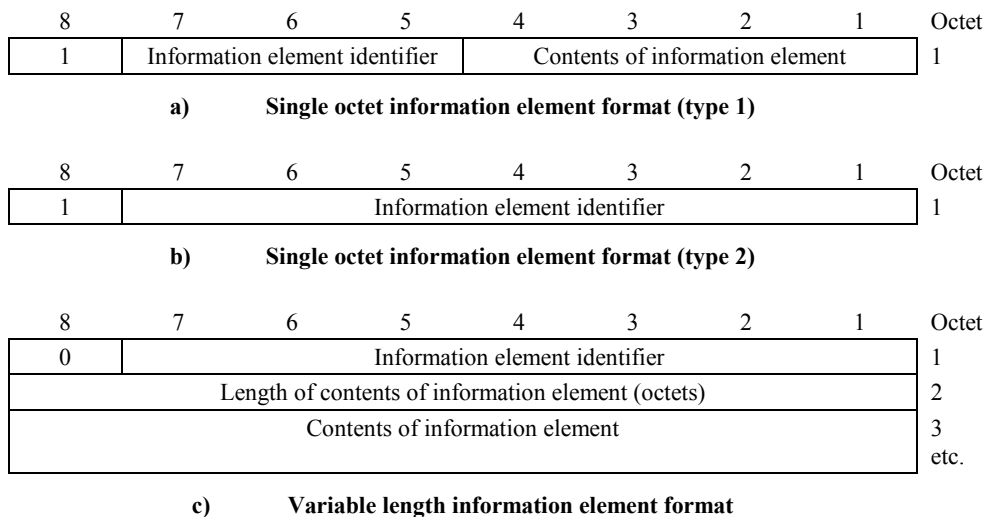 8 7 6 5 4 3 2 1 Octet
1 Information element identifier Contents of information element 1
a) Single octet information element format (type 1)
8 7 6 5 4 3 2 1 Octet
1 Information element identifier 1
b) Single octet information element format (type 2)
8 7 6 5 4 3 2 1 Octet
0 Information element identifier 1
Length of contents of information element (octets) 2
Contents of information element 3
etc.
c) Variable length information element format